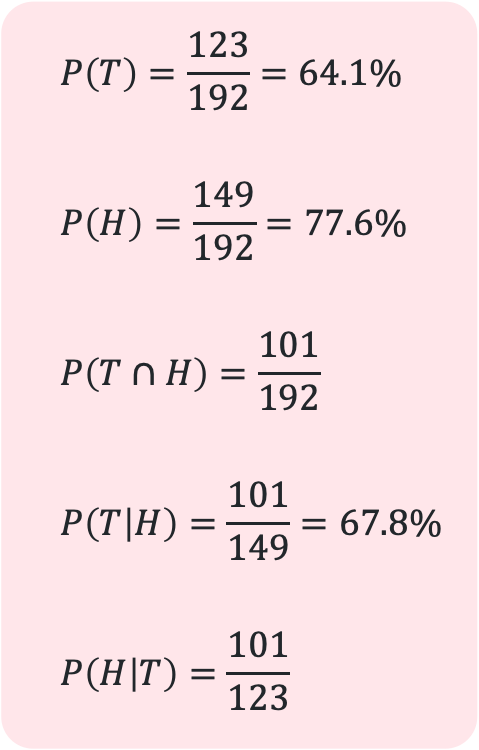 P(T) = 123/192 = 64.1%
P(H) = 149/192 = 77.6%
P(T ∩ H) = 101/192
P(T|H) = 101/149 = 67.8%
P(H|T) = 101/123